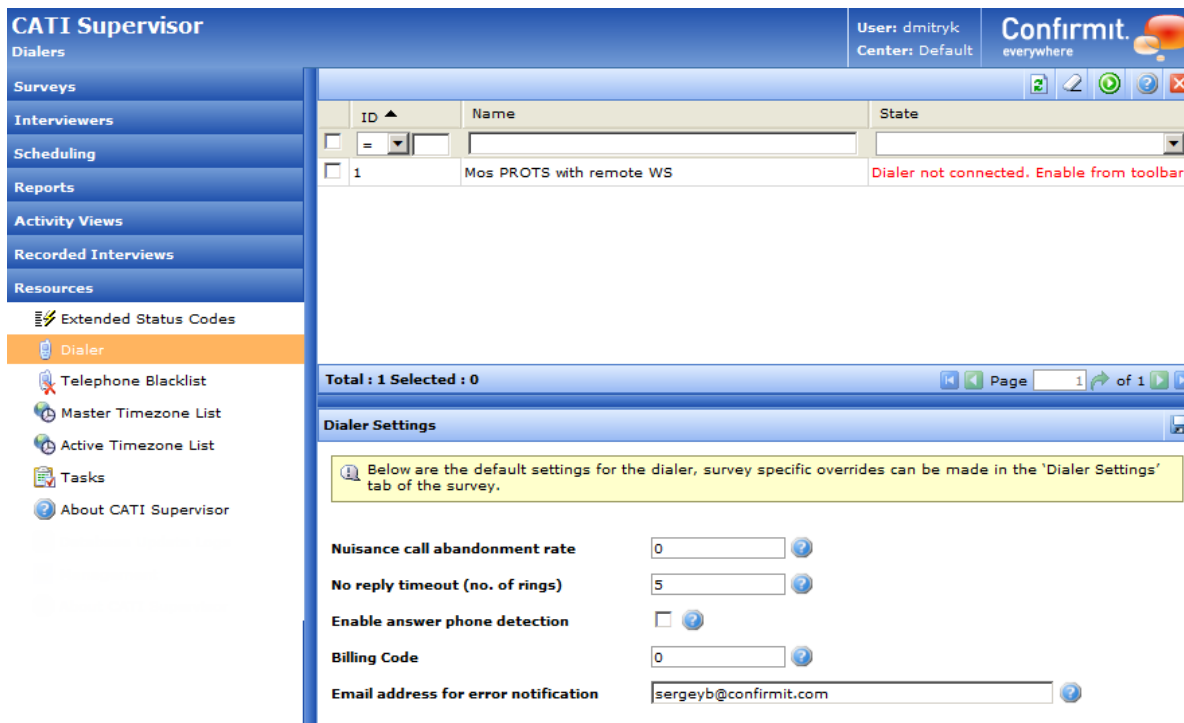 CATI Supervisor
Dialers
User: dmitryk
Center: Default
Confirmit.
everywhere
Surveys
Interviewers
Scheduling
Reports
Activity Views
Recorded Interviews
Resources
Extended Status Codes
Dialer
Telephone Blacklist
Master Timezone List
Active Timezone List
Tasks
About CATI Supervisor
ID Name State
=
1 Mos PROTS with remote WS Dialer not connected. Enable from toolbar
Total : 1 Selected : 0 Page 1 of 1
Dialer Settings
Below are the default settings for the dialer, survey specific overrides can be made in the ‘Dialer Settings’
tab of the survey.
Nuisance call abandonment rate 0
No reply timeout (no. of rings) 5
Enable answer phone detection
Billing Code 0
Email address for error notification sergeyb@confirmit.com